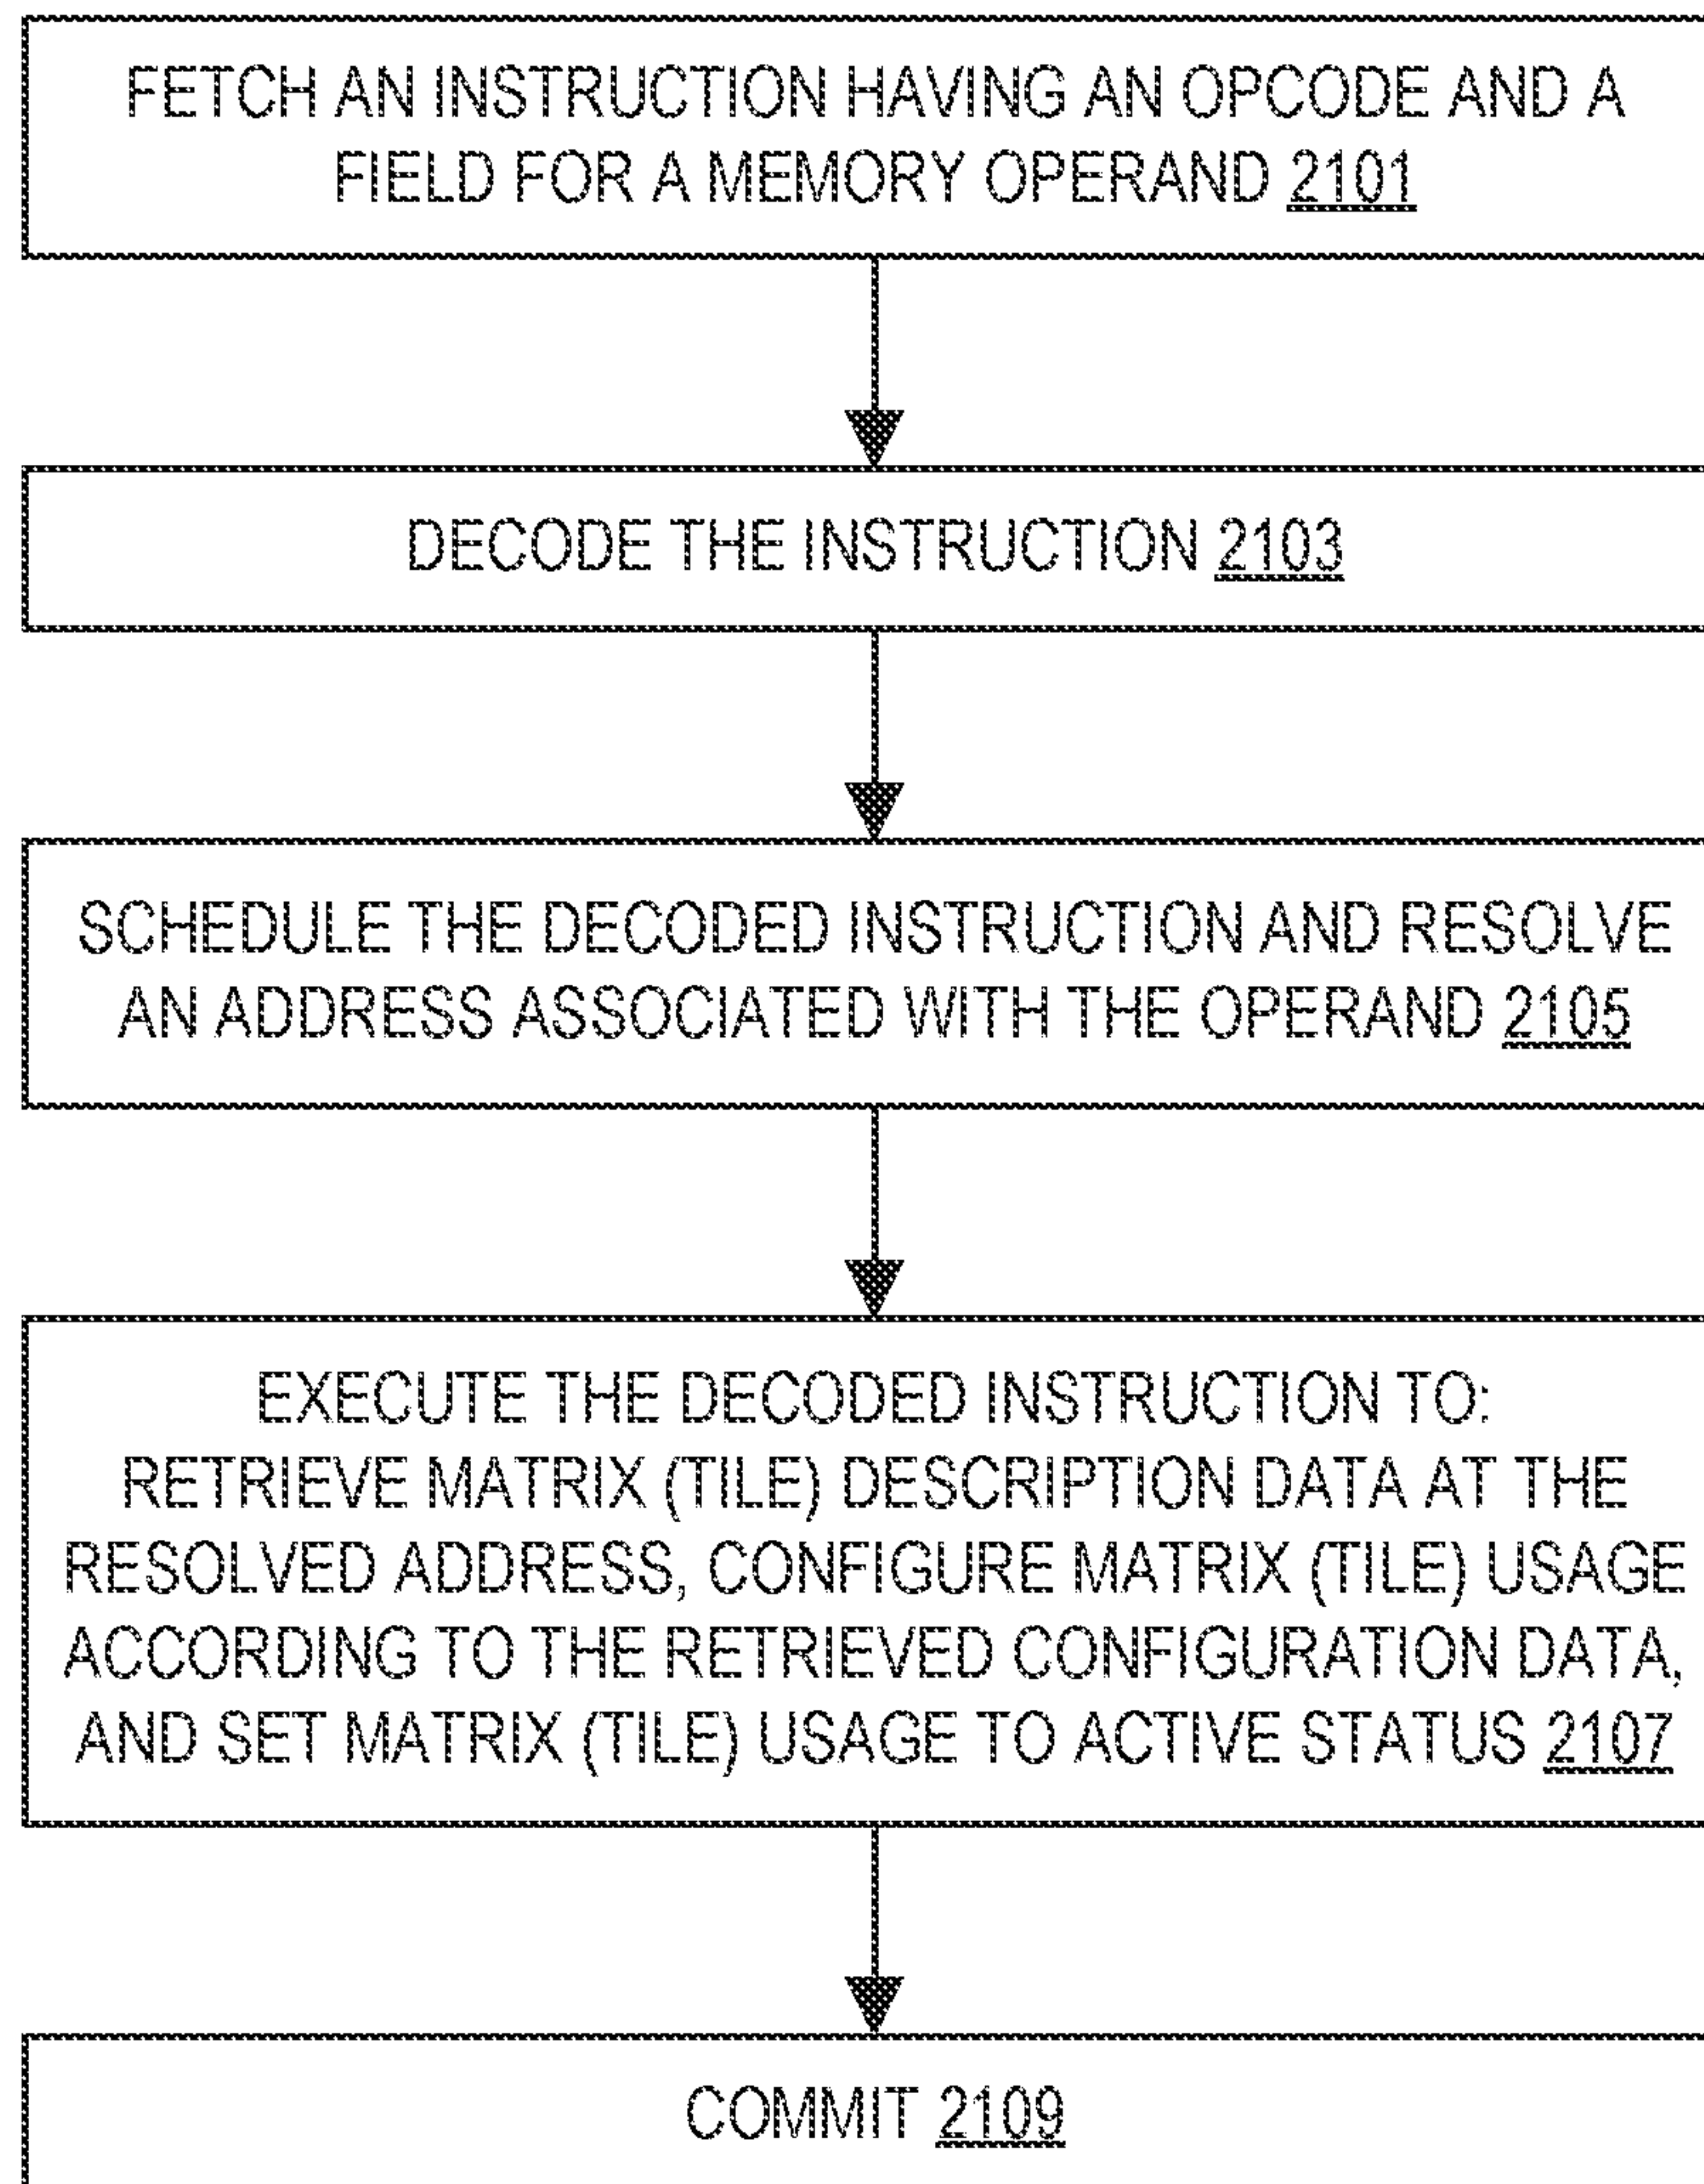 FETCH AN INSTRUCTION HAVING AN OPCODE AND A
FIELD FOR A MEMORY OPERAND 2101
DECODE THE INSTRUCTION 2103
SCHEDULE THE DECODED INSTRUCTION AND RESOLVE
AN ADDRESS ASSOCIATED WITH THE OPERAND 2105
EXECUTE THE DECODED INSTRUCTION TO:
RETRIEVE MATRIX (TILE) DESCRIPTION DATA AT THE
RESOLVED ADDRESS, CONFIGURE MATRIX (TILE) USAGE
ACCORDING TO THE RETRIEVED CONFIGURATION DATA,
AND SET MATRIX (TILE) USAGE TO ACTIVE STATUS 2107
COMMIT 2109